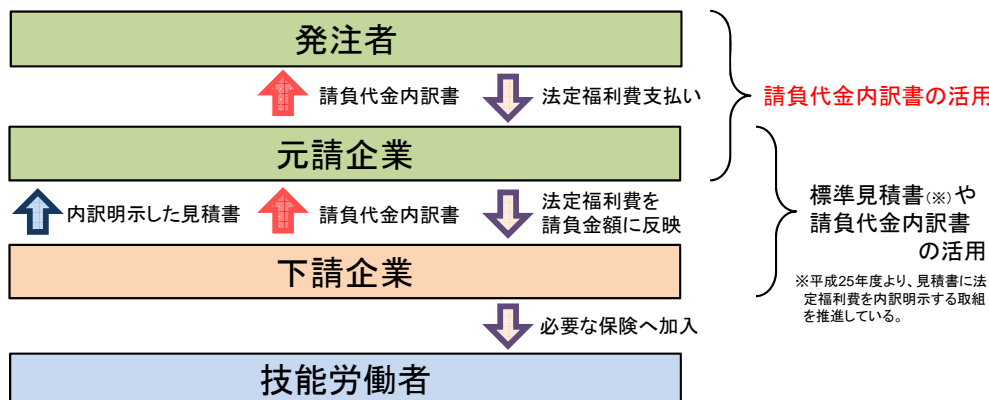 発注者
請負代金内訳書
法定福利費支払い
請負代金内訳書の活用
元請企業
内訳明示した見積書
請負代金内訳書
法定福利費を
請負金額に反映
標準見積書(※)や
請負代金内訳書
の活用
下請企業
※平成25年度より、見積書に法
定福利費を内訳明示する取組
を推進している。
必要な保険へ加入
技能労働者